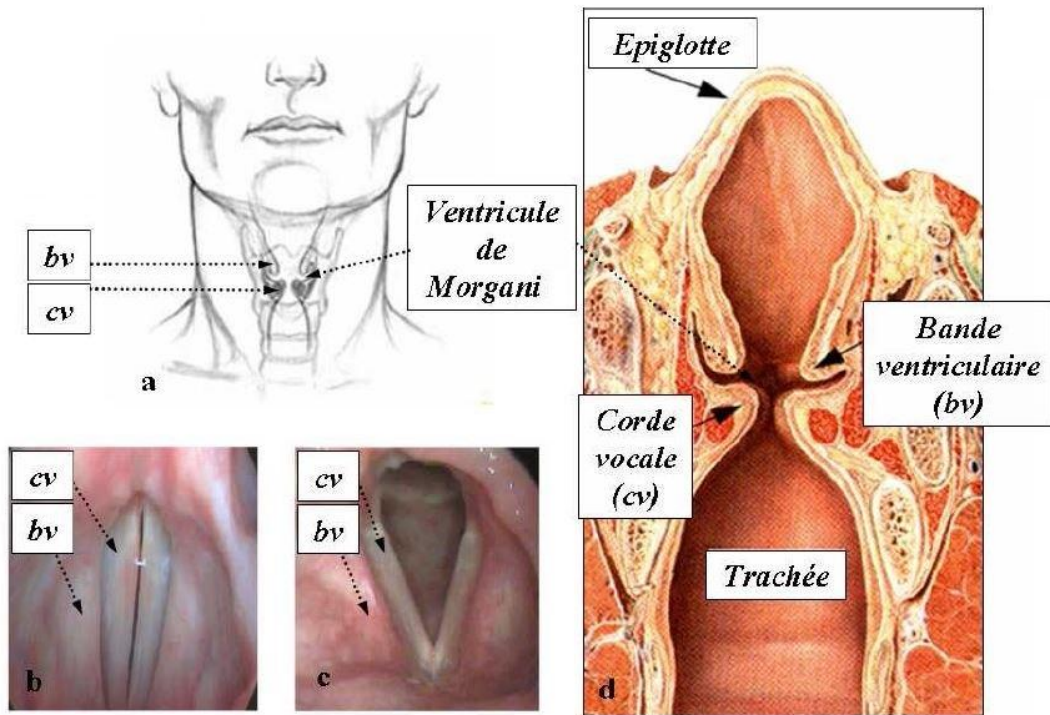 Epiglotte
Ventricule
de
Morgani
bv
cv
a
Bande
ventriculaire
(bv)
Corde
vocale
(cv)
cv
bv
b
cv
bv
c
Trachée
d